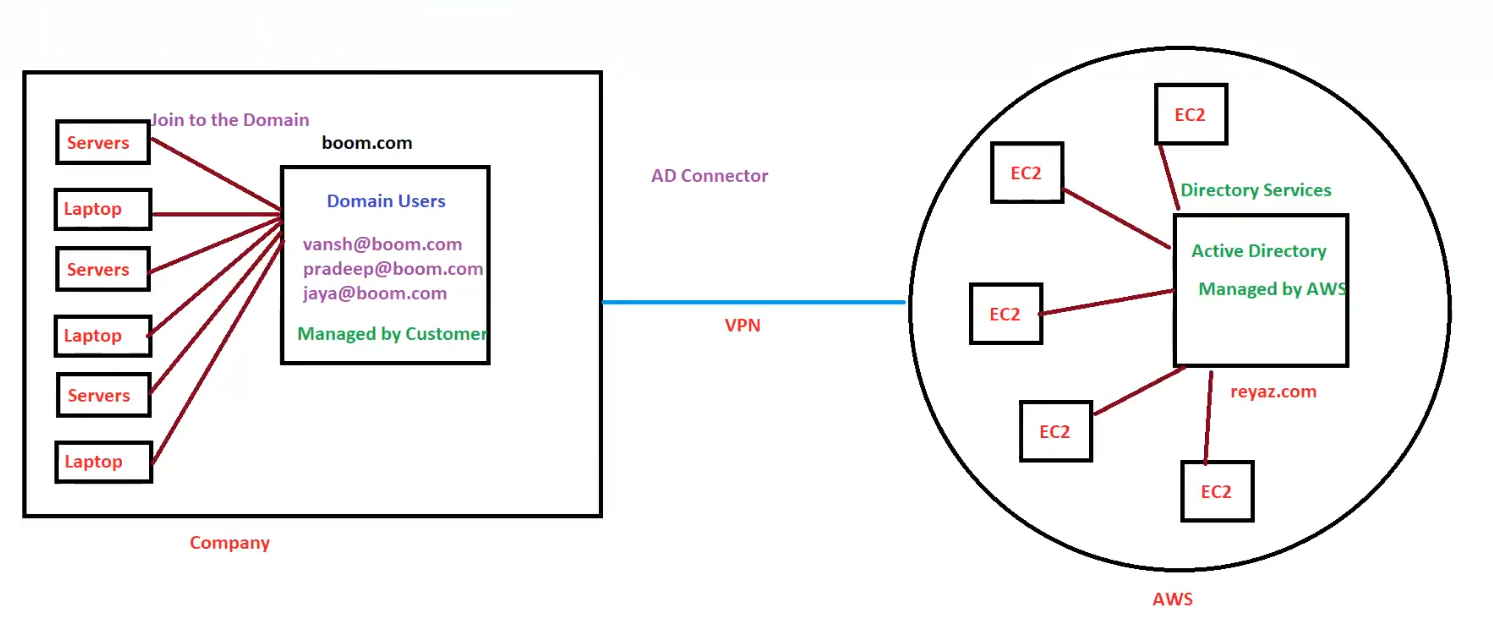 Join to the Domain
boom.com
Servers
Laptop
Servers
Laptop
Servers
Laptop
Domain Users
vansh@boom.com
pradeep@boom.com
jaya@boom.com
Managed by Customer
Company
AD Connector
VPN
EC2
EC2
EC2
EC2
EC2
Directory Services
Active Directory
Managed by AWS
reyaz.com
AWS